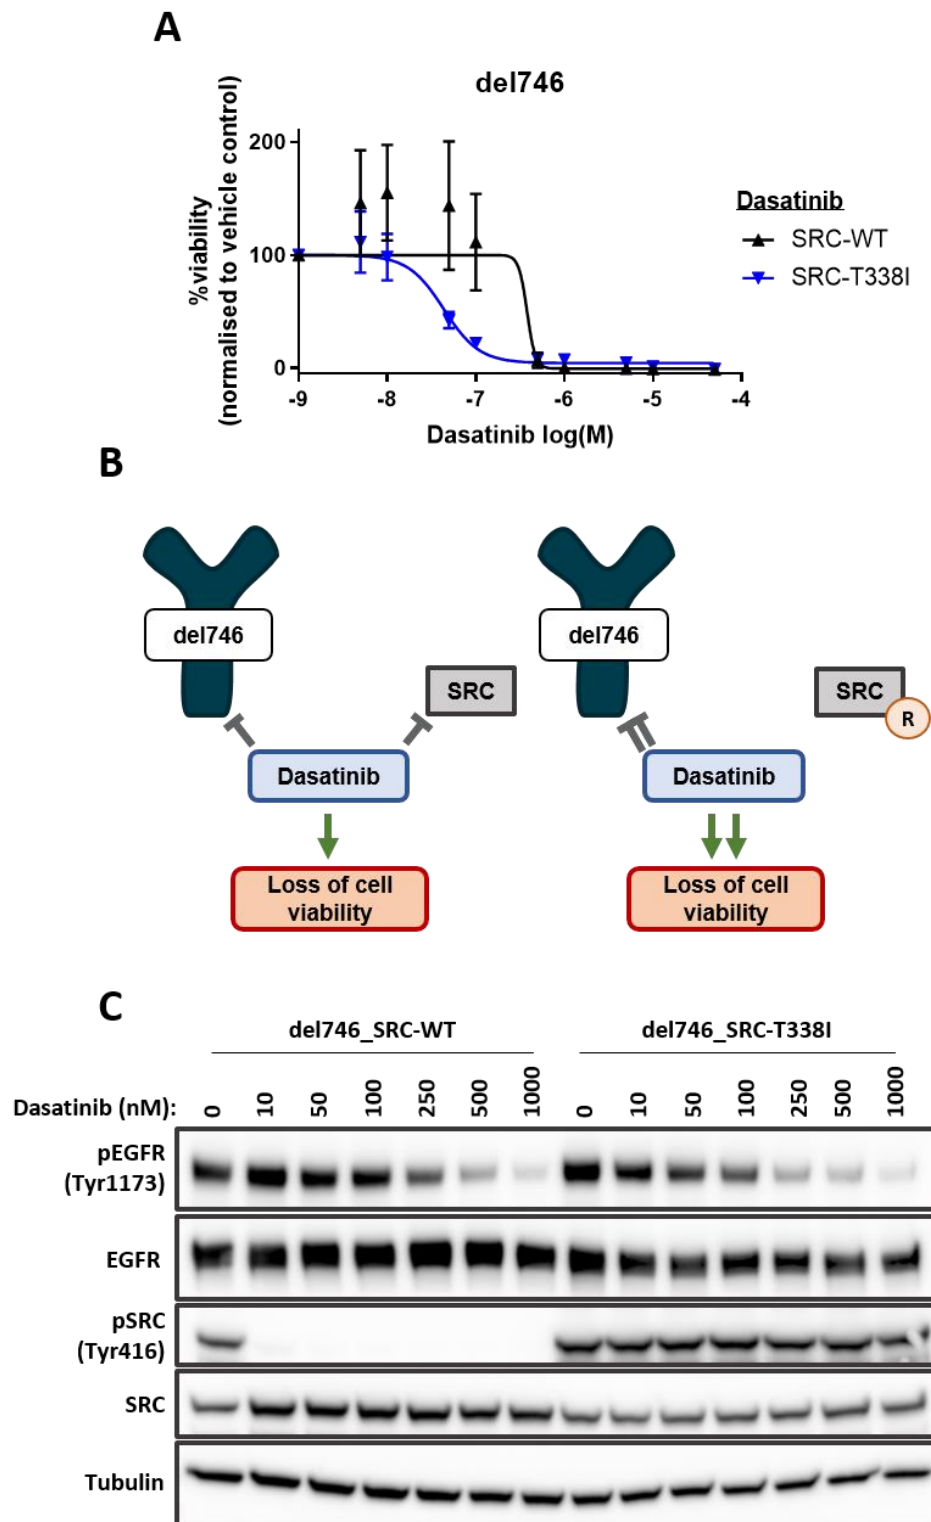 A
del746
%viability
(normalised to vehicle control)
200
100
0
-9 -8 -7 -6 -5 -4
Dasatinib log(M)
Dasatinib
SRC-WT
SRC-T338I
B
del746
SRC
Dasatinib
Loss of cell
viability
del746
SRC
R
Dasatinib
Loss of cell
viability
C
del746_SRC-WT del746_SRC-T338I
Dasatinib (nM): 0 10 50 100 250 500 1000 0 10 50 100 250 500 1000
pEGFR
(Tyr1173)
EGFR
pSRC
(Tyr416)
SRC
Tubulin